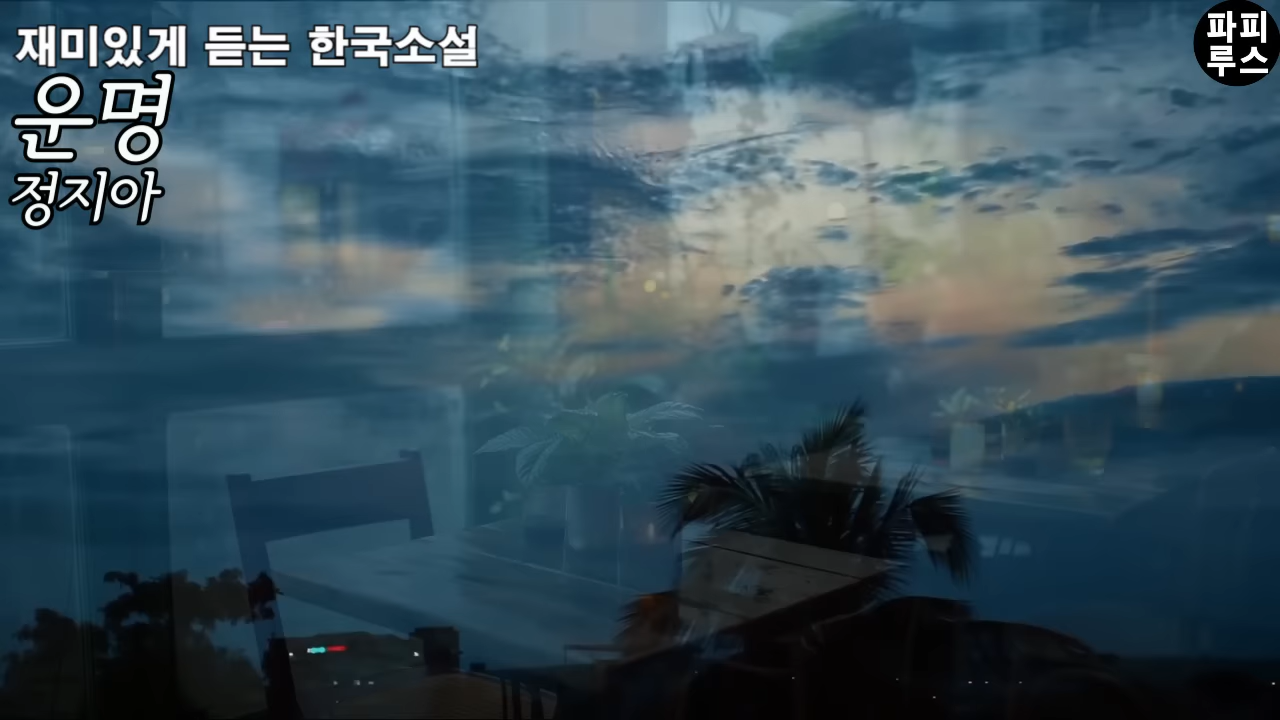 재미있게 듣는 한국소설
운명
정지아
파피
루스